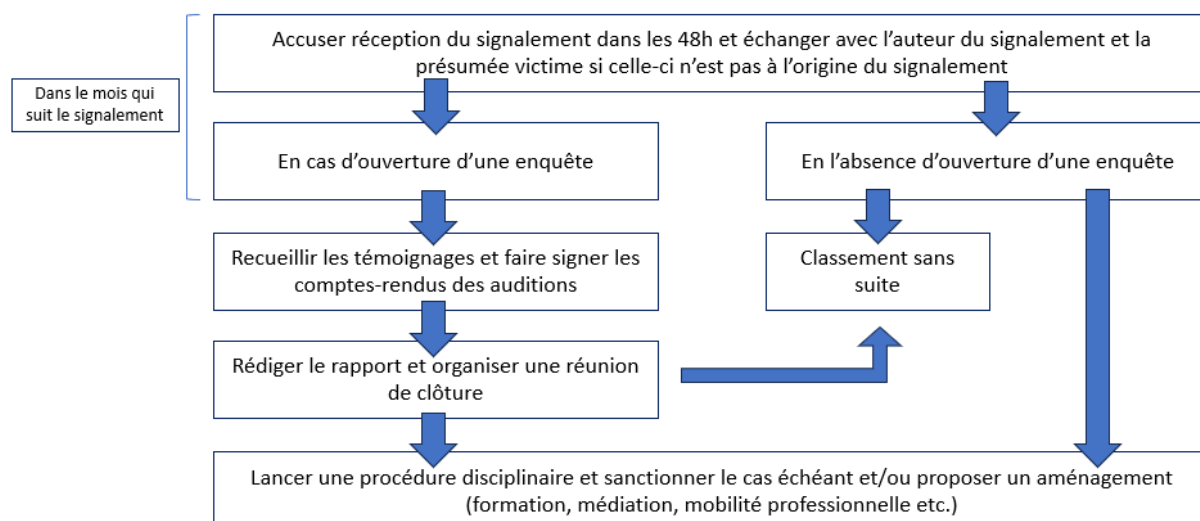 Accuser réception du signalement dans les 48h et échanger avec l'auteur du signalement et la
présumée victime si celle-ci n'est pas à l'origine du signalement
Dans le mois qui
suit le signalement
En cas d'ouverture d'une enquête
En l'absence d'ouverture d'une enquête
Recueillir les témoignages et faire signer les
comptes-rendus des auditions
Classement sans
suite
Rédiger le rapport et organiser une réunion
de clôture
Lancer une procédure disciplinaire et sanctionner le cas échéant et/ou proposer un aménagement
(formation, médiation, mobilité professionnelle etc.)